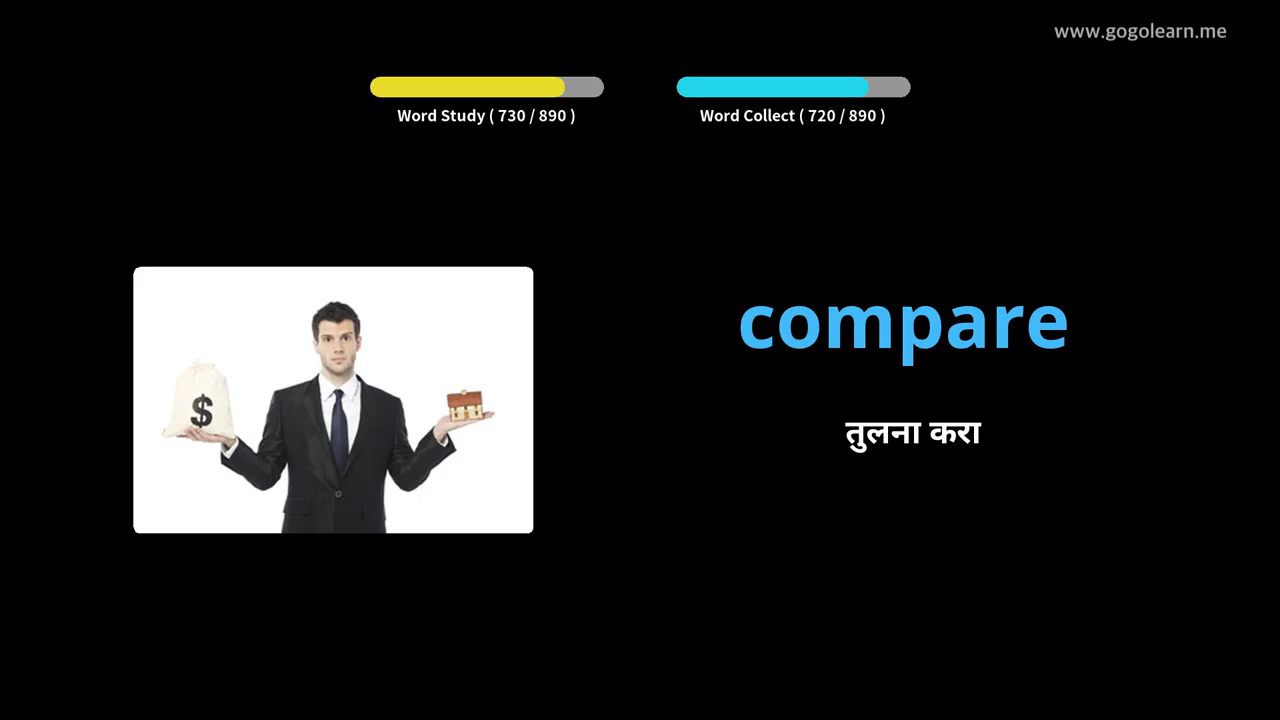 www.gogolearn.me
Word Study ( 730 / 890 )
Word Collect ( 720 / 890 )
$
compare
तुलना करा